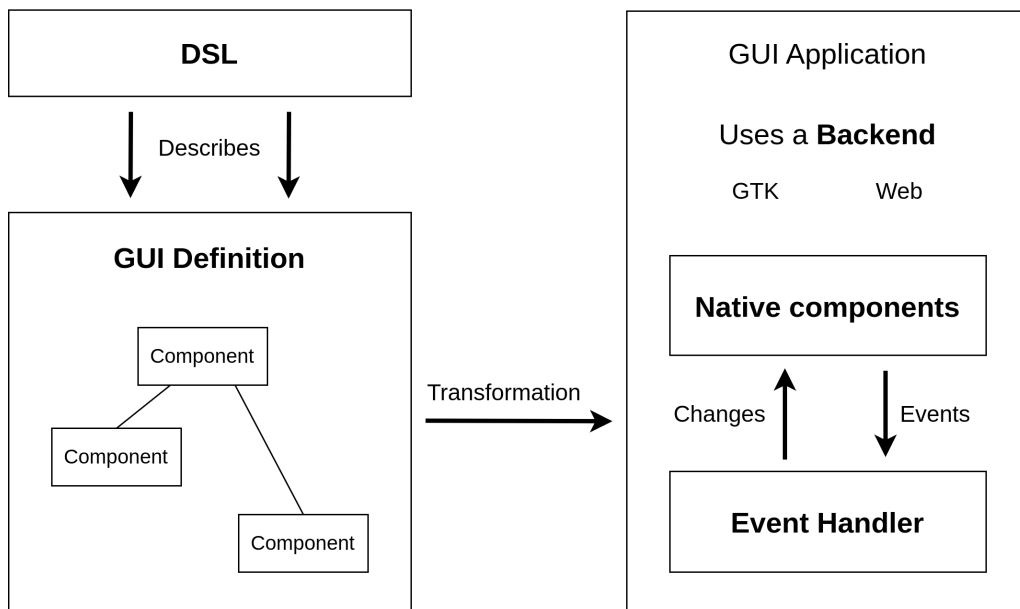 DSL
Describes
GUI Definition
Component
Component
Component
Transformation
GUI Application
Uses a Backend
GTK
Web
Native components
Changes
Events
Event Handler